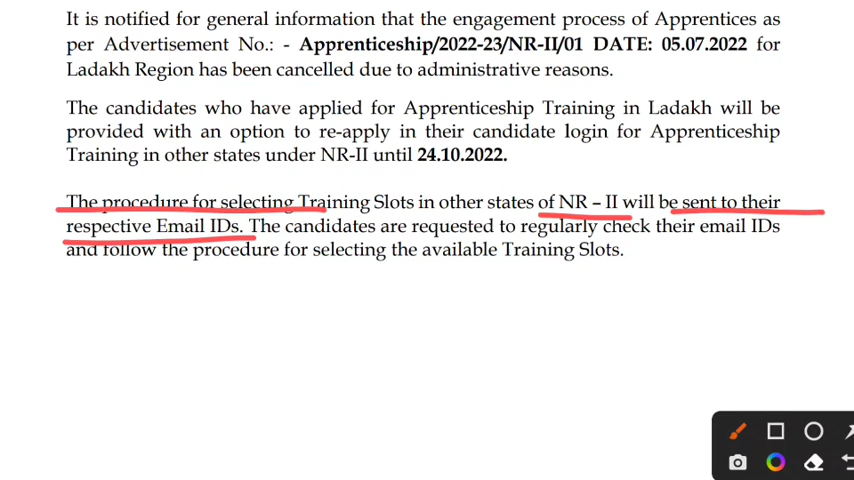 It is notified for general information that the engagement process of Apprentices as
per Advertisement No.: - Apprenticeship/2022-23/NR-II/01 DATE: 05.07.2022 for
Ladakh Region has been cancelled due to administrative reasons.
The candidates who have applied for Apprenticeship Training in Ladakh will be
provided with an option to re-apply in their candidate login for Apprenticeship
Training in other states under NR-II until 24.10.2022.
The procedure for selecting Training Slots in other states of NR – II will be sent to their
respective Email IDs. The candidates are requested to regularly check their email IDs
and follow the procedure for selecting the available Training Slots.